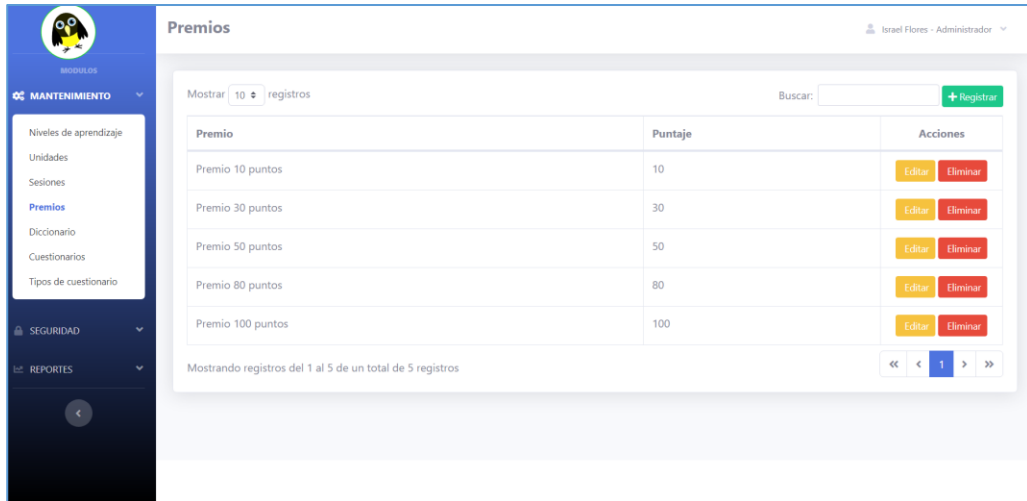 Premios
Israel Flores - Administrador
MODULOS
MANTENIMIENTO
Niveles de aprendizaje
Unidades
Sesiones
Premios
Diccionario
Cuestionarios
Tipos de cuestionario
SEGURIDAD
REPORTES
Mostrar 10 registros
Buscar:
+ Registrar
Premio Puntaje Acciones
Premio 10 puntos 10 Editar Eliminar
Premio 30 puntos 30 Editar Eliminar
Premio 50 puntos 50 Editar Eliminar
Premio 80 puntos 80 Editar Eliminar
Premio 100 puntos 100 Editar Eliminar
Mostrando registros del 1 al 5 de un total de 5 registros
« ‹ 1 › »